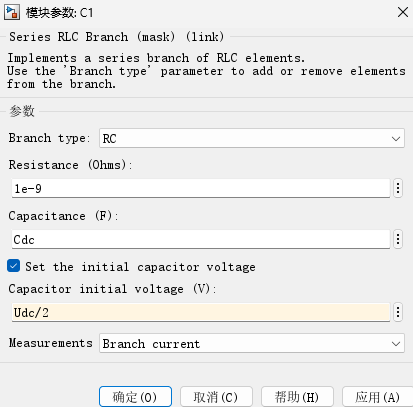 模块参数: C1
Series RLC Branch (mask) (link)
Implements a series branch of RLC elements.
Use the 'Branch type' parameter to add or remove elements
from the branch.
参数
Branch type: RC
Resistance (Ohms):
1e-9
Capacitance (F):
Cdc
Set the initial capacitor voltage
Capacitor initial voltage (V):
Udc/2
Measurements Branch current
确定(O) 取消(C) 帮助(H) 应用(A)